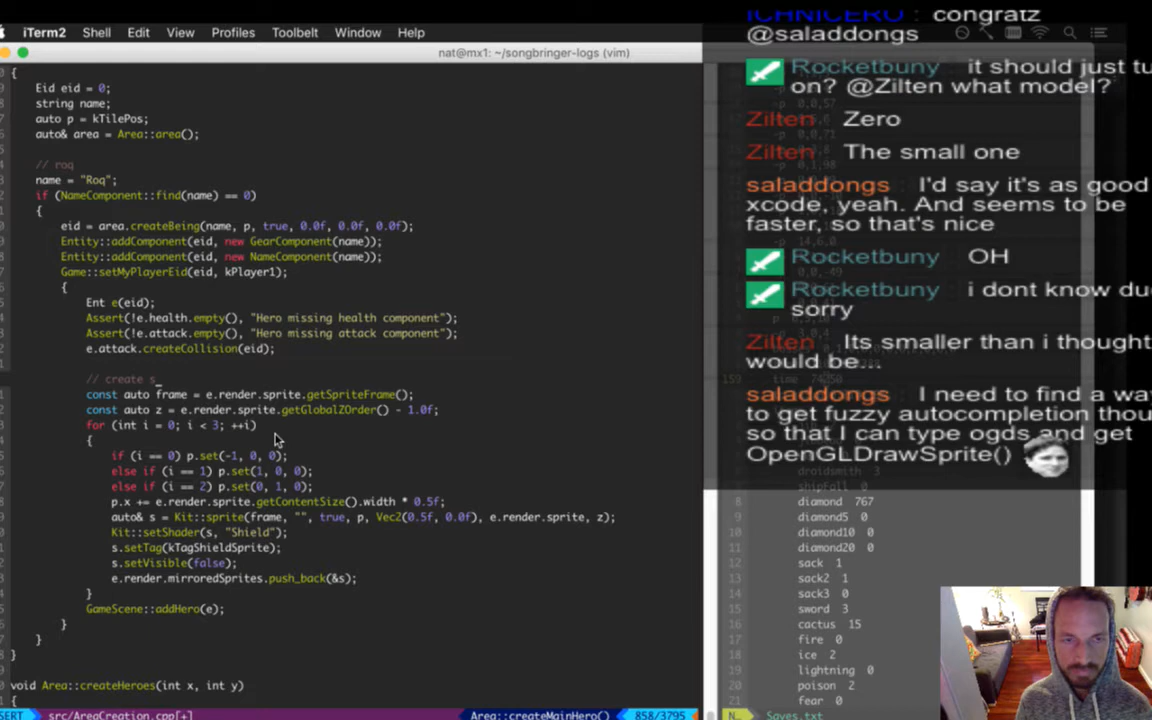 iTerm2 Shell Edit View Profiles Toolbelt Window Help
nat@mx1: ~/songbringer-logs (vim)
{
Eid eid = 0;
string name;
auto p = kTilePos;
auto& area = Area::area();
// roq
name = "Roq";
if (NameComponent::find(name) == 0)
{
eid = area.createBeing(name, p, true, 0.0f, 0.0f, 0.0f);
Entity::addComponent(eid, new GearComponent(name));
Entity::addComponent(eid, new NameComponent(name));
Game::setMyPlayerEid(eid, kPlayer1);
{
Ent e(eid);
Assert(!e.health.empty(), "Hero missing health component");
Assert(!e.attack.empty(), "Hero missing attack component");
e.attack.createCollision(eid);
// create s_
const auto frame = e.render.sprite.getSpriteFrame();
const auto z = e.render.sprite.getGlobalZOrder() - 1.0f;
for (int i = 0; i < 3; ++i)
{
if (i == 0) p.set(-1, 0, 0);
else if (i == 1) p.set(1, 0, 0);
else if (i == 2) p.set(0, 1, 0);
p.x += e.render.sprite.getContentSize().width * 0.5f;
auto& s = Kit::sprite(frame, "", true, p, Vec2(0.5f, 0.0f), e.render.sprite, z);
Kit::setShader(s, "Shield");
s.setTag(kTagShieldSprite);
s.setVisible(false);
e.render.mirroredSprites.push_back(&s);
}
GameScene::addHero(e);
}
}
}
void Area::createHeroes(int x, int y)
{
SERT src/AreaCreation.cpp[+] Area::createMainHero() 858/3795
ICHNICERO : congratz
@saladdongs
Rocketbuny it should just tu
on? @Zilten what model?
Zilten Zero
Zilten The small one
saladdongs I'd say it's as good
xcode, yeah. And seems to be
faster, so that's nice
Rocketbuny OH
Rocketbuny i dont know du
sorry
Zilten Its smaller than i thought
would be...
saladdongs I need to find a wa
to get fuzzy autocompletion thou
so that I can type ogds and get
OpenGLDrawSprite()
droidsmith 3
shipfall 0
8 diamond 767
9 diamond5 0
10 diamond10 0
11 diamond20 0
12 sack 1
13 sack2 1
14 sack3 0
15 sword 3
16 cactus 15
17 fire 0
18 ice 2
19 lightning 0
20 poison 2
21 fear 0
N… Saves.txt